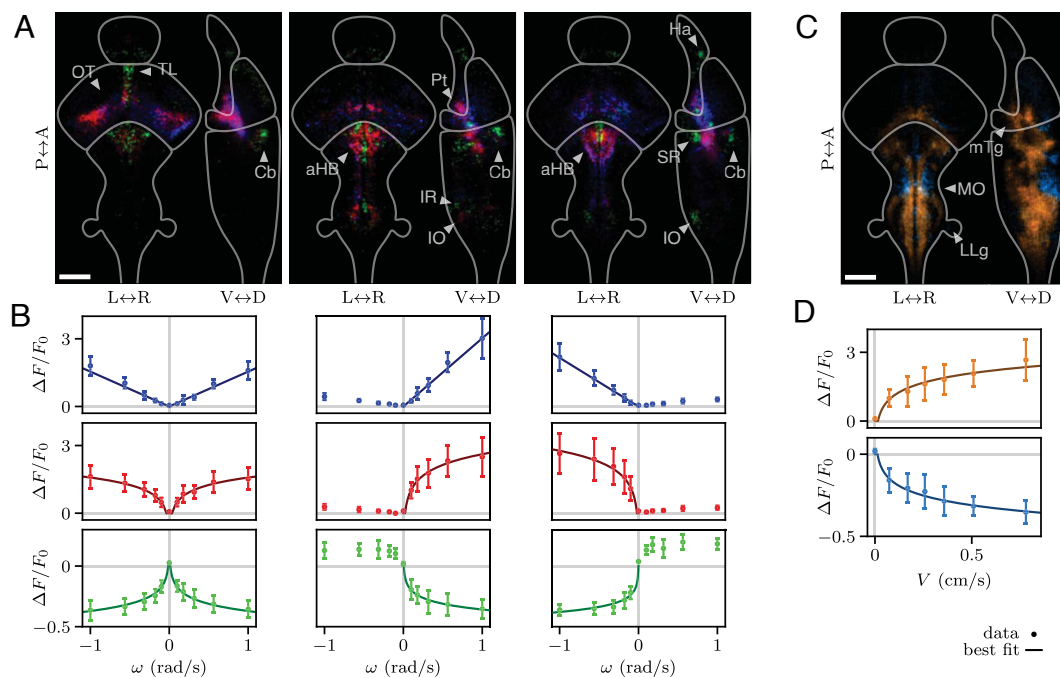 A
C
OT
TL
Cb
P↔A
L↔R
V↔D
Pt
aHB
IR
IO
Cb
L↔R
V↔D
Ha
aHB
SR
Cb
IO
P↔A
mTg
MO
LLg
L↔R
V↔D
B
D
ΔF/F₀
3
0
ΔF/F₀
3
0
ΔF/F₀
0
−0.5
-1 0 1
ω (rad/s)
-1 0 1
ω (rad/s)
-1 0 1
ω (rad/s)
ΔF/F₀
3
0
ΔF/F₀
0
−0.5
0 0.5
V (cm/s)
data
best fit